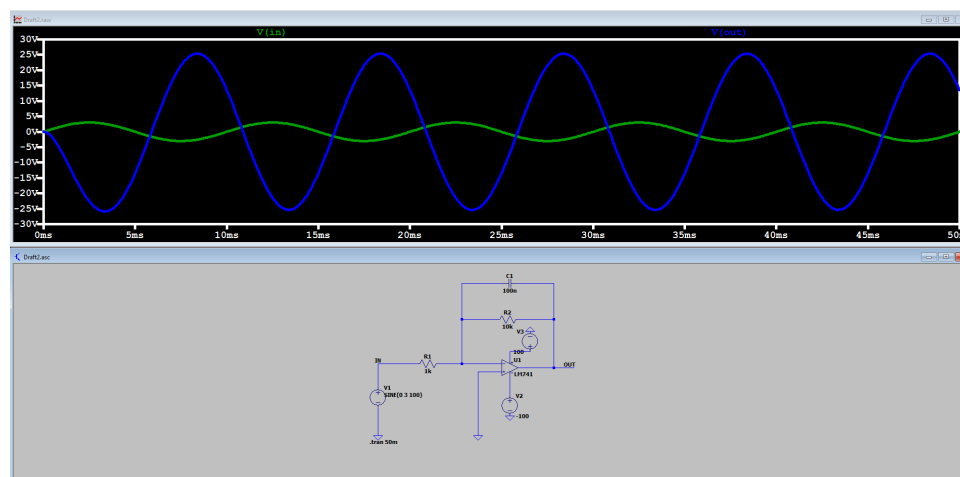 Draft2.asc
V(in) V(out)
30V
25V
20V
15V
10V
5V
0V
-5V
-10V
-15V
-20V
-25V
-30V
0ms 5ms 10ms 15ms 20ms 25ms 30ms 35ms 40ms 45ms 50
Draft2.asc
C1
100n
R2
10k
V3
100
IN
R1
1k
U1
OUT
LM741
V1
SINE(0 3 100)
V2
-100
.tran 50m